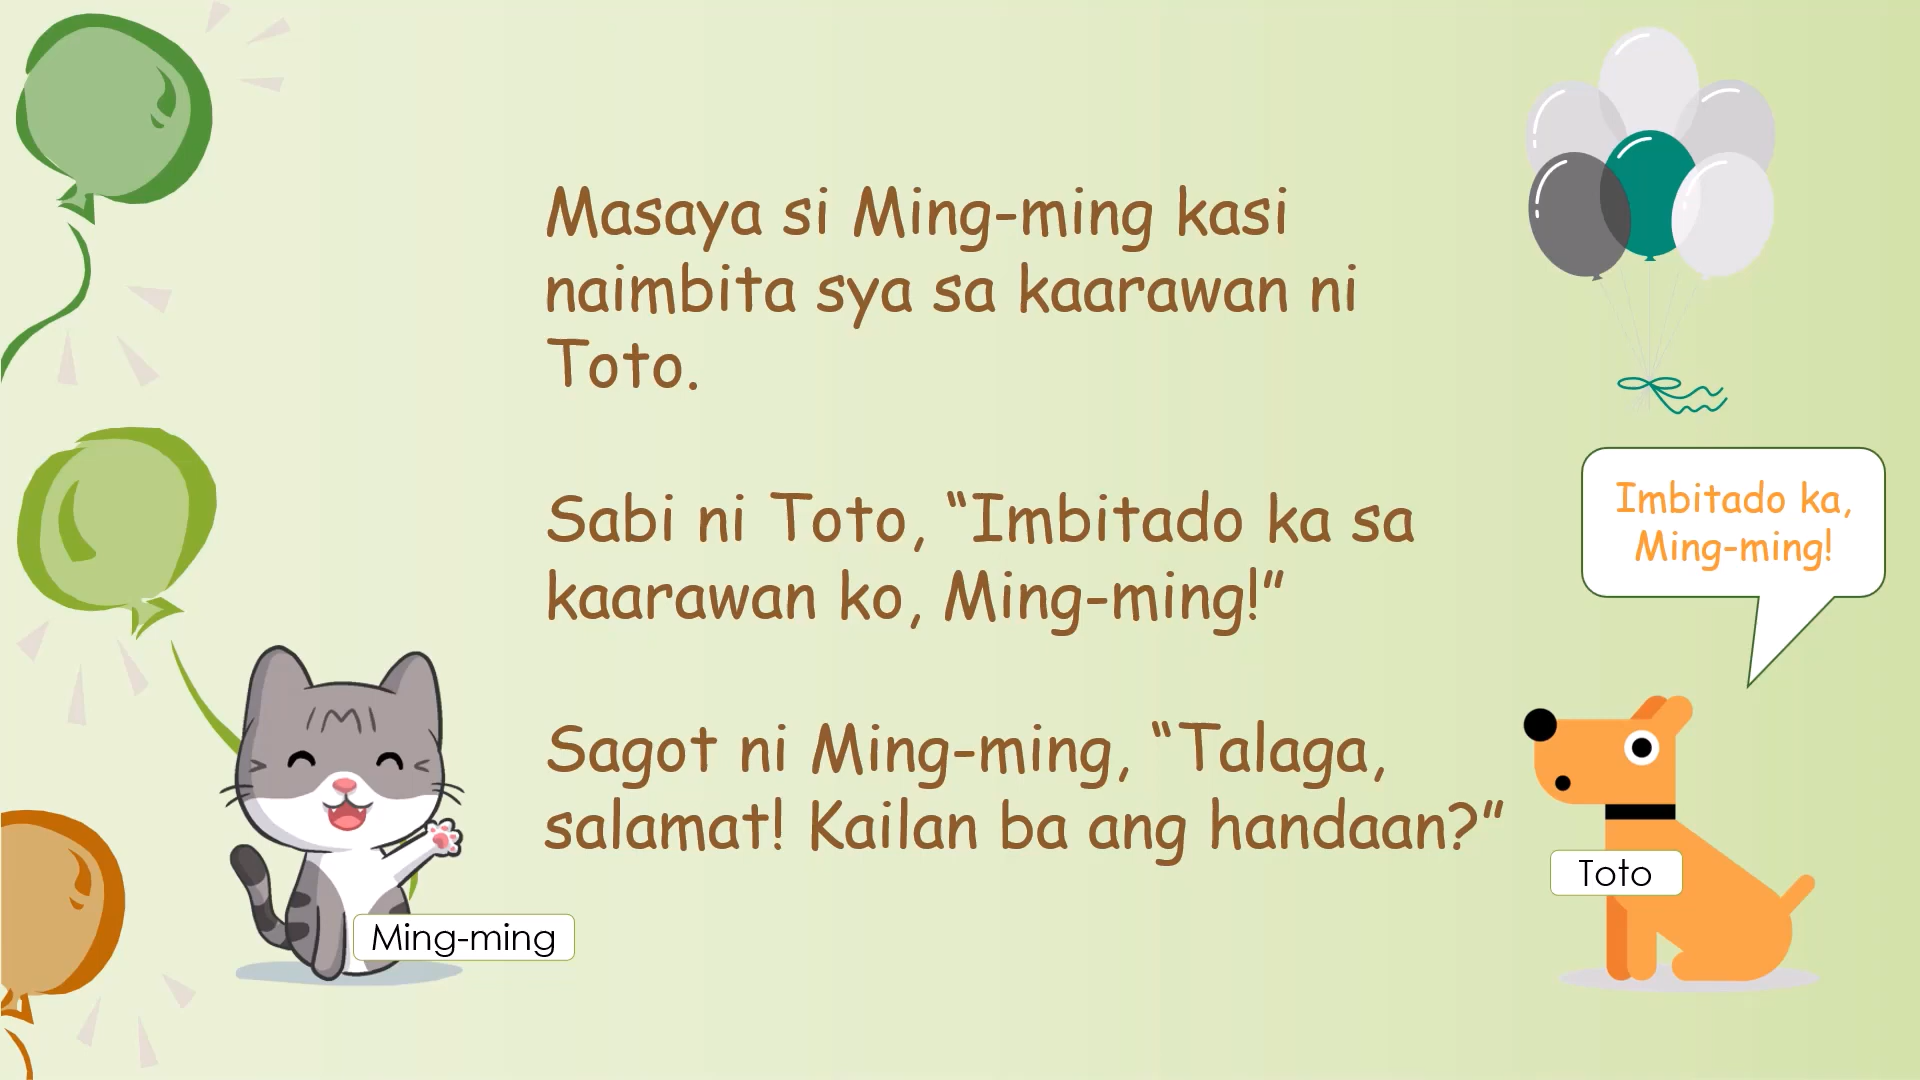 Masaya si Ming-ming kasi
naimbita sya sa kaarawan ni
Toto.
Sabi ni Toto, “Imbitado ka sa
kaarawan ko, Ming-ming!”
Sagot ni Ming-ming, “Talaga,
salamat! Kailan ba ang handaan?”
Imbitado ka,
Ming-ming!
Toto
Ming-ming